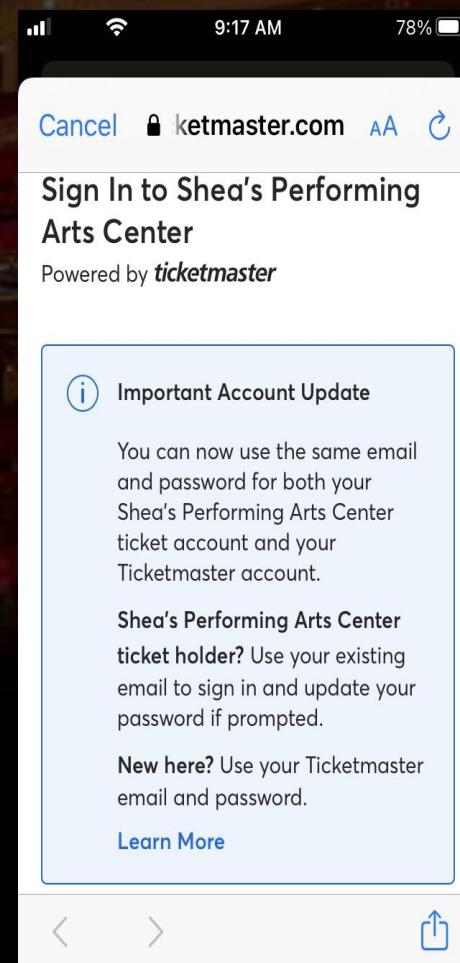 9:17 AM
78%
Cancel ketmaster.com AA
Sign In to Shea's Performing
Arts Center
Powered by ticketmaster
Important Account Update
You can now use the same email
and password for both your
Shea's Performing Arts Center
ticket account and your
Ticketmaster account.
Shea's Performing Arts Center
ticket holder? Use your existing
email to sign in and update your
password if prompted.
New here? Use your Ticketmaster
email and password.
Learn More